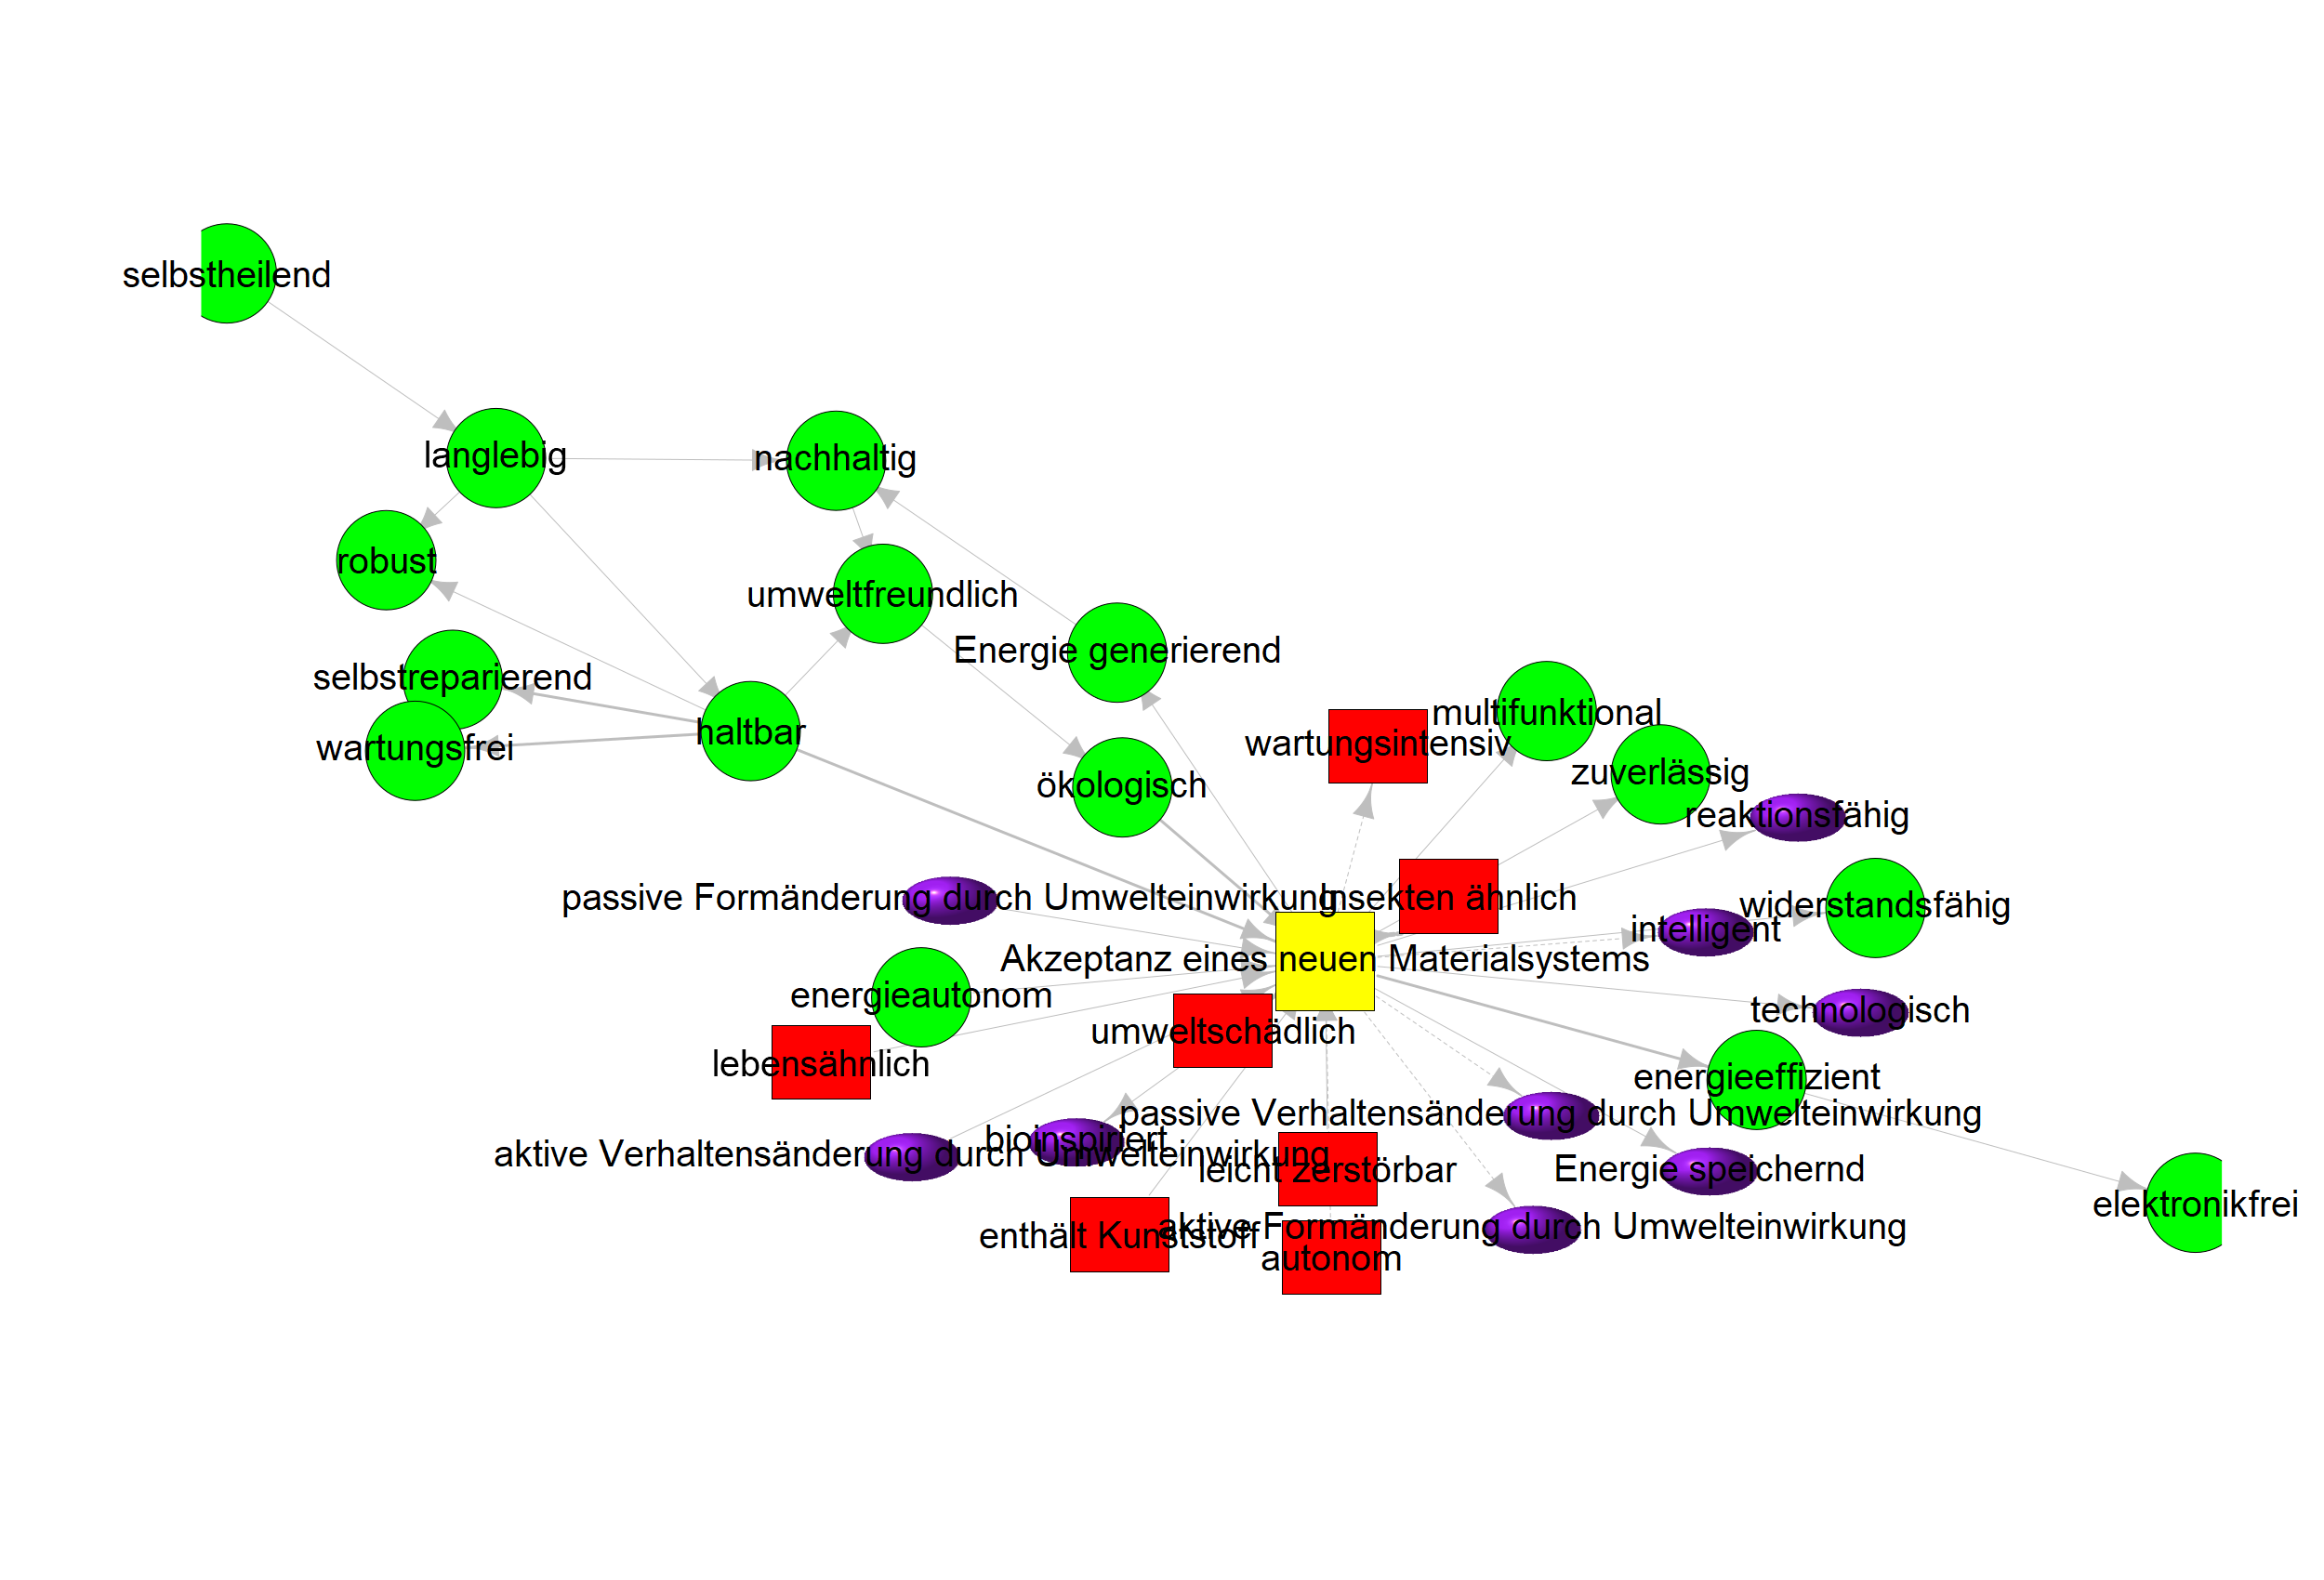 selbstheilend
langlebig
nachhaltig
robust
umweltfreundlich
Energie generierend
selbstreparierend
multifunktional
haltbar
wartungsintensiv
wartungsfrei
zuverlässig
ökologisch
reaktionsfähig
passive Formänderung durch Umwelteinwirkung
Insekten ähnlich
widerstandsfähig
intelligent
Akzeptanz eines neuen Materialsystems
energieautonom
technologisch
umweltschädlich
lebensähnlich
energieeffizient
passive Verhaltensänderung durch Umwelteinwirkung
bioinspiriert
aktive Verhaltensänderung durch Umwelteinwirkung
leicht zerstörbar
Energie speichernd
elektronikfrei
enthält Kunststoff
aktive Formänderung durch Umwelteinwirkung
autonom